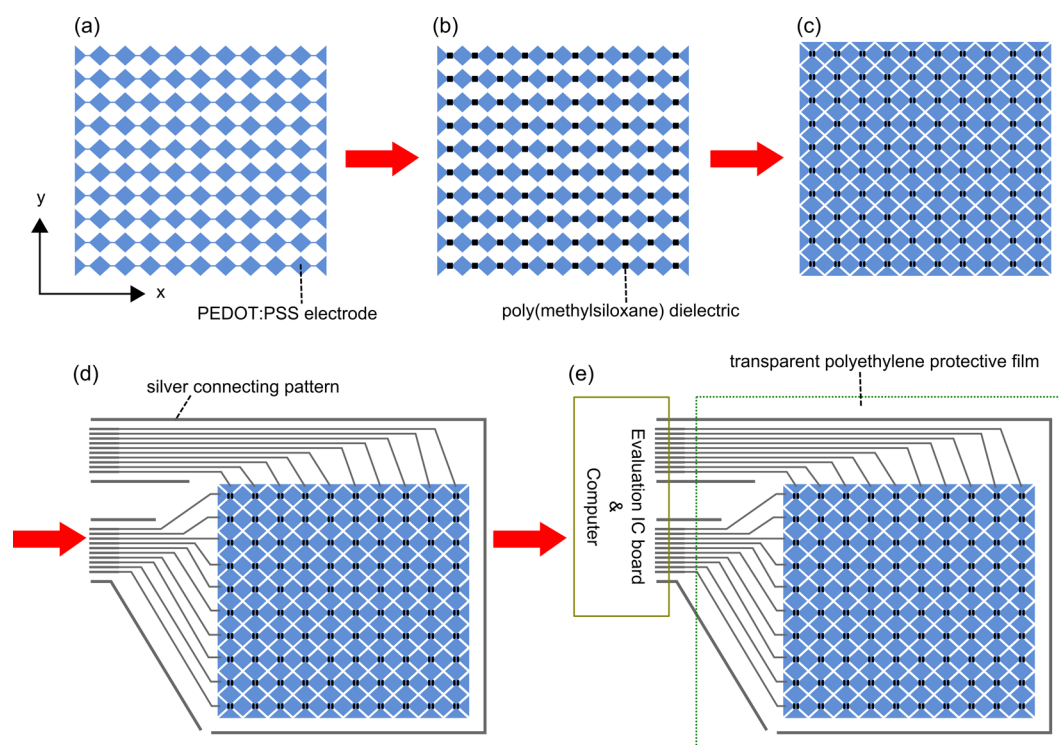 (a)
(b)
(c)
y
x
PEDOT:PSS electrode
poly(methylsiloxane) dielectric
(d)
silver connecting pattern
(e)
transparent polyethylene protective film
Evaluation IC board
&
Computer